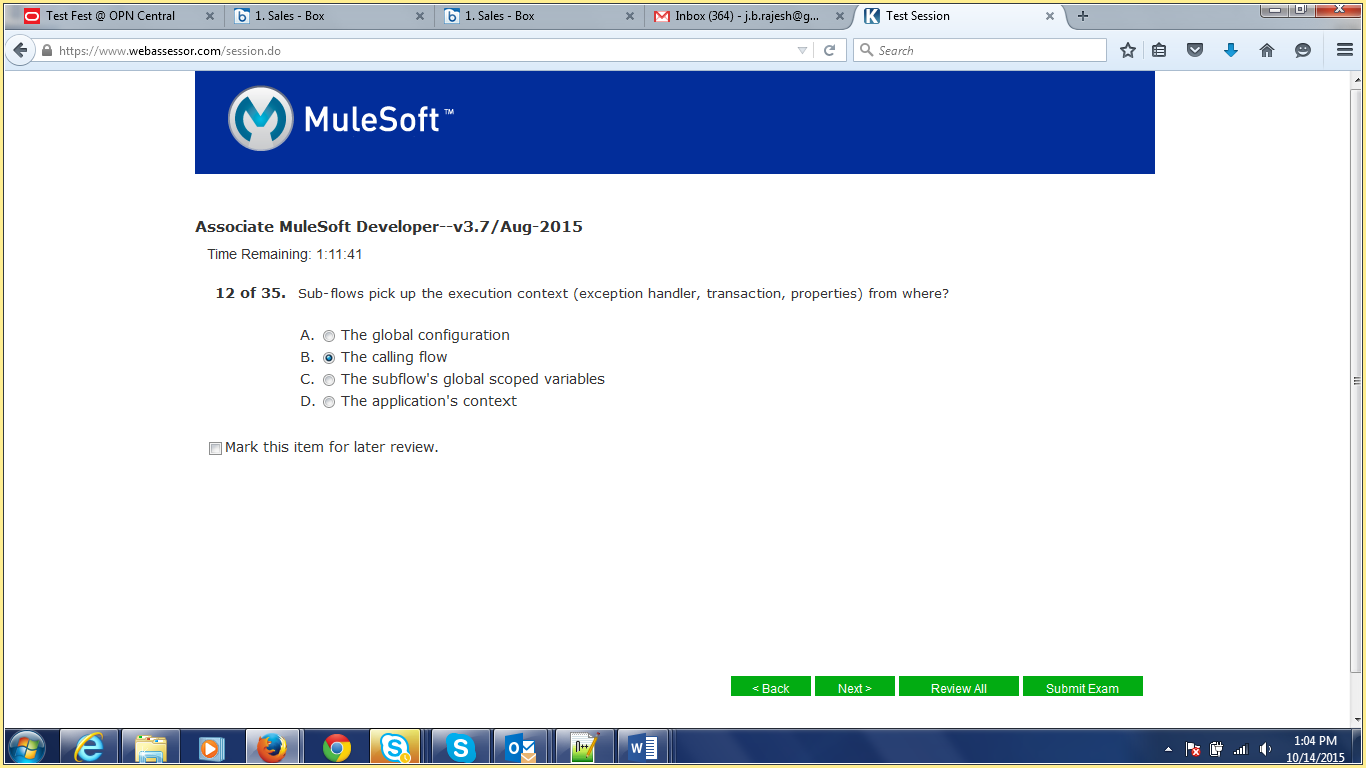 Test Fest @ OPN Central
1. Sales - Box
1. Sales - Box
Inbox (364) - j.b.rajesh@g...
Test Session
https://www.webassessor.com/session.do
Search
MuleSoft™
Associate MuleSoft Developer--v3.7/Aug-2015
Time Remaining: 1:11:41
12 of 35. Sub-flows pick up the execution context (exception handler, transaction, properties) from where?
A. The global configuration
B. The calling flow
C. The subflow's global scoped variables
D. The application's context
Mark this item for later review.
< Back
Next >
Review All
Submit Exam
1:04 PM
10/14/2015